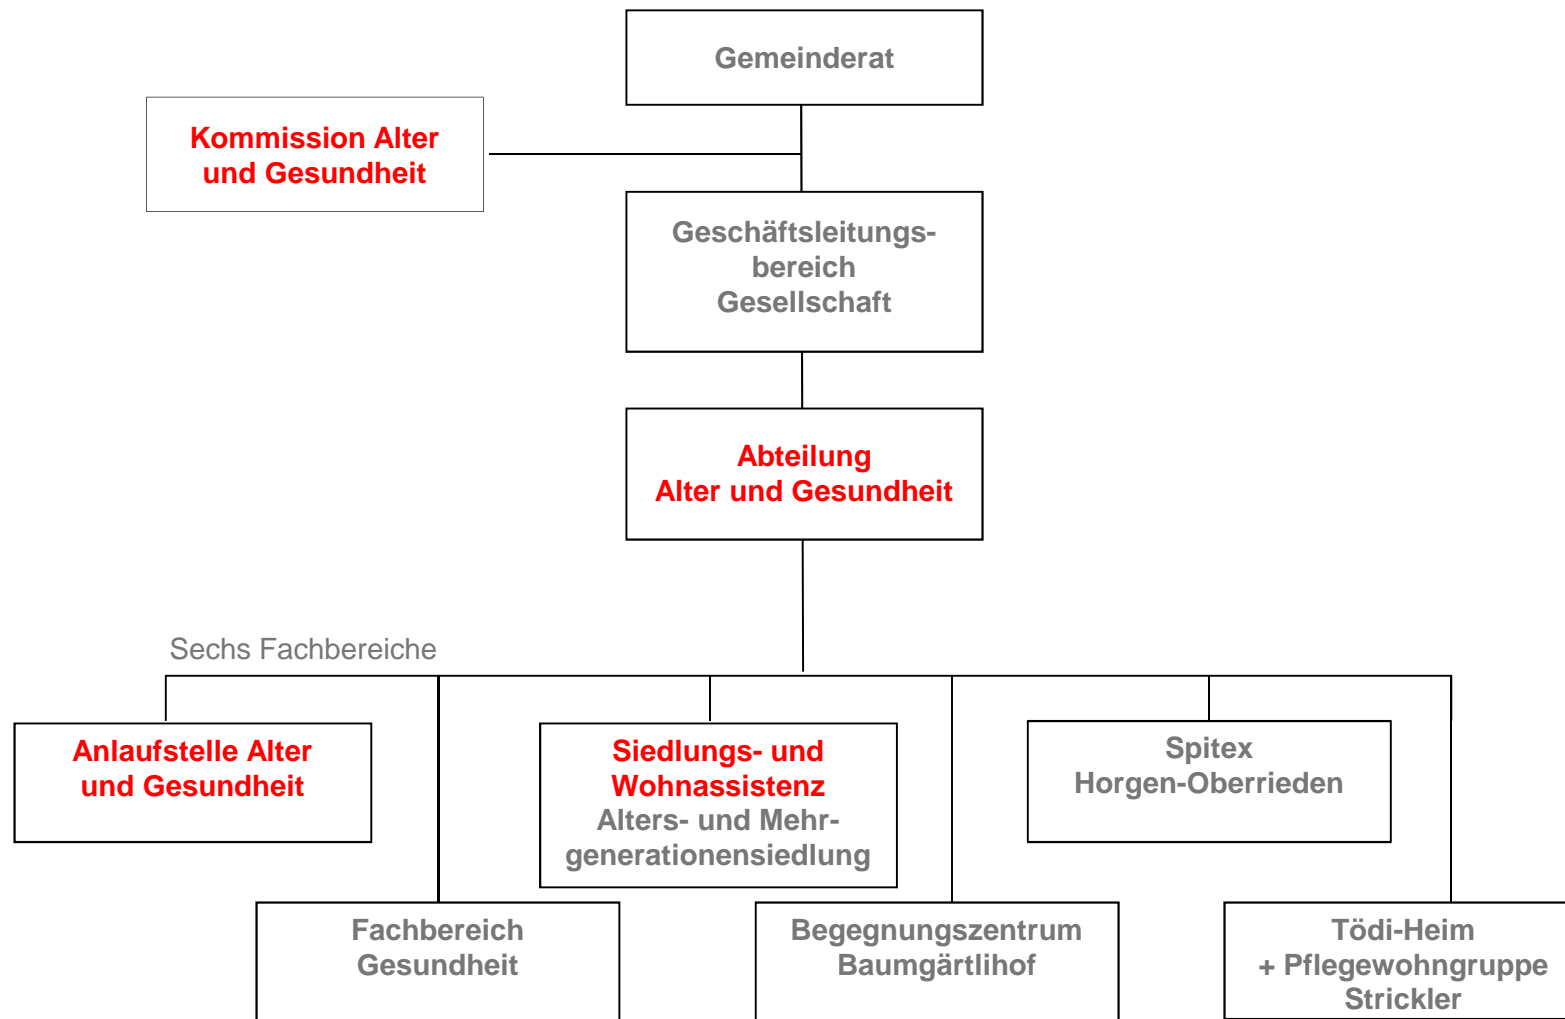 Gemeinderat
Kommission Alter
und Gesundheit
Geschäftsleitungs-
bereich
Gesellschaft
Abteilung
Alter und Gesundheit
Sechs Fachbereiche
Anlaufstelle Alter
und Gesundheit
Siedlungs- und
Wohnassistenz
Alters- und Mehr-
generationensiedlung
Spitex
Horgen-Oberrieden
Fachbereich
Gesundheit
Begegnungszentrum
Baumgärtlihof
Tödi-Heim
+ Pflegewohngruppe
Strickler